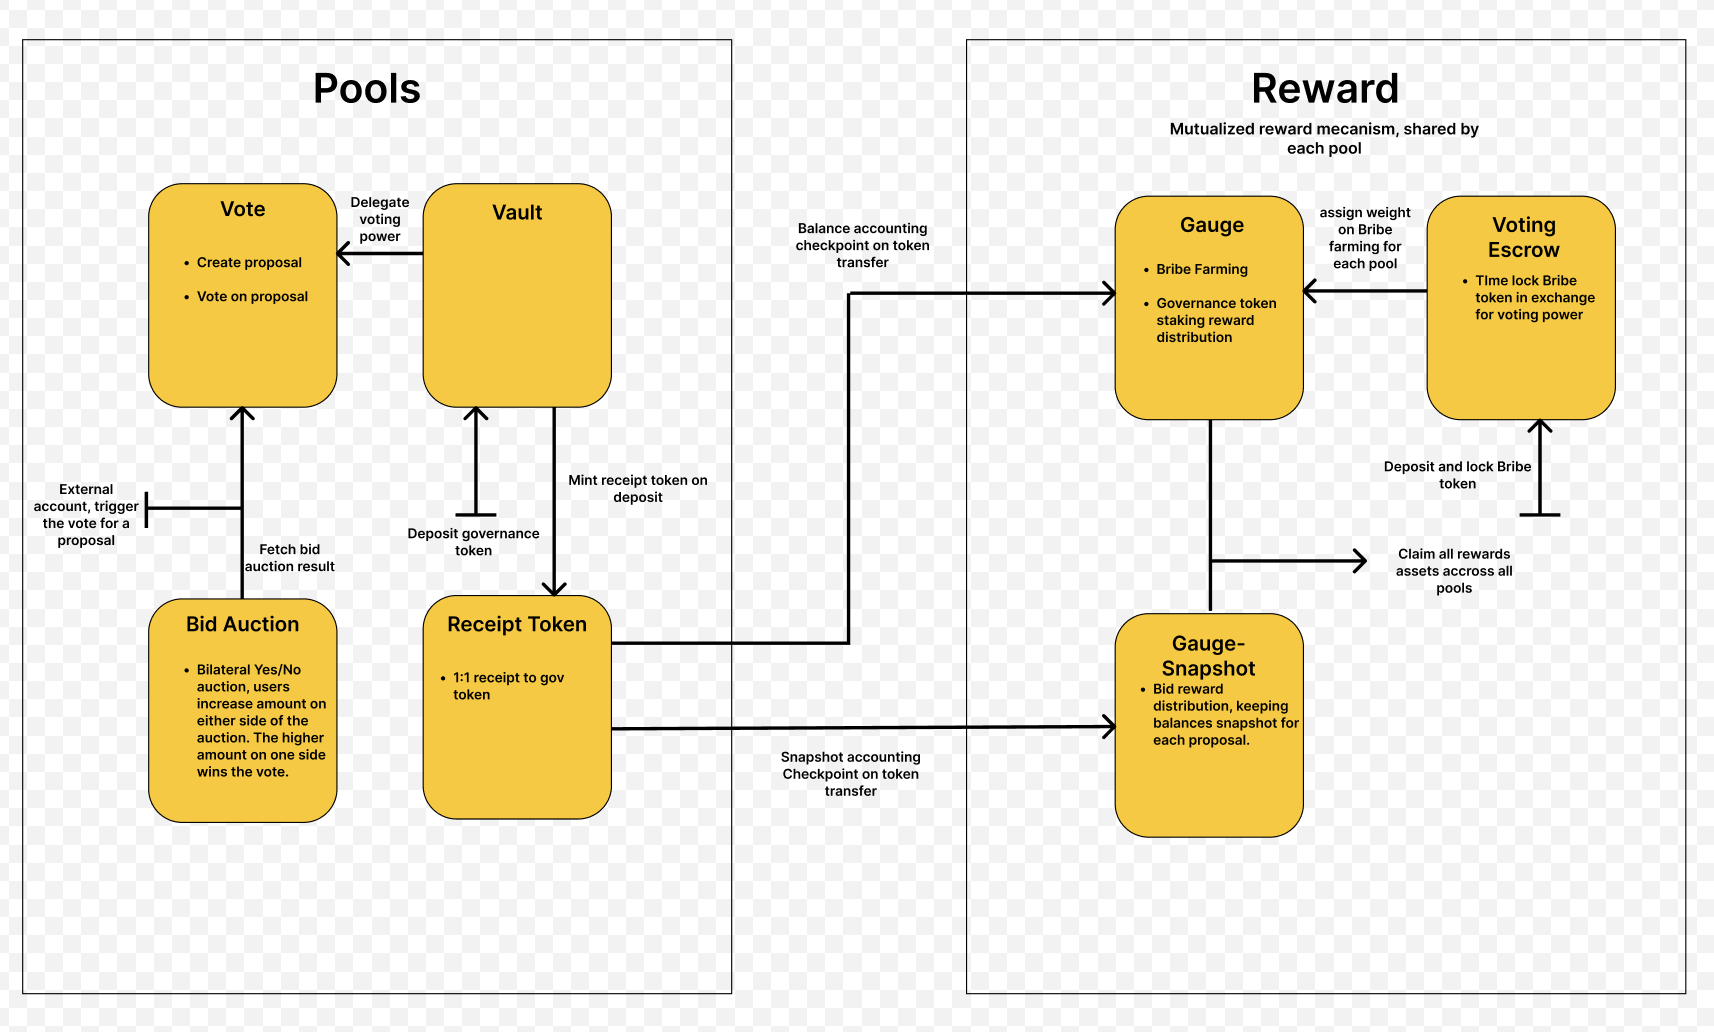 Pools
Vote
• Create proposal
• Vote on proposal
Delegate
voting
power
Vault
External
account, trigger
the vote for a
proposal
Fetch bid
auction result
Deposit governance
token
Mint receipt token on
deposit
Bid Auction
• Bilateral Yes/No
auction, users
increase amount on
either side of the
auction. The higher
amount on one side
wins the vote.
Receipt Token
• 1:1 receipt to gov
token
Balance accounting
checkpoint on token
transfer
Snapshot accounting
Checkpoint on token
transfer
Reward
Mutualized reward mecanism, shared by
each pool
Gauge
• Bribe Farming
• Governance token
staking reward
distribution
assign weight
on Bribe
farming for
each pool
Voting
Escrow
• TIme lock Bribe
token in exchange
for voting power
Deposit and lock Bribe
token
Claim all rewards
assets accross all
pools
Gauge-
Snapshot
• Bid reward
distribution, keeping
balances snapshot for
each proposal.